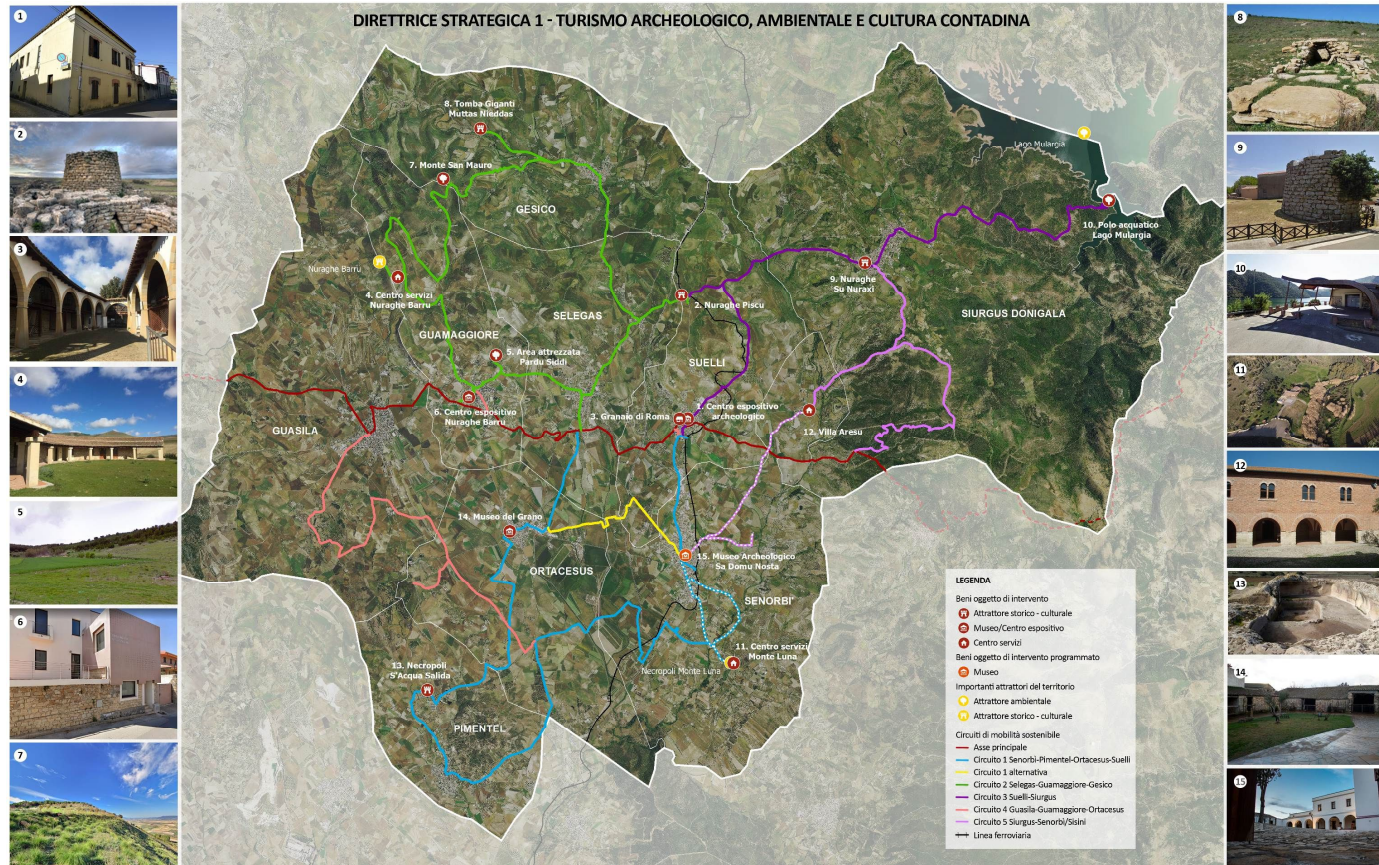 DIRETTRICE STRATEGICA 1 - TURISMO ARCHEOLOGICO, AMBIENTALE E CULTURA CONTADINA
1
2
3
4
5
6
7
8. Tomba Giganti
Muttas Nieddas
7. Monte San Mauro
GESICO
Lago Mulargia
10. Polo acquatico
Lago Mulargia
Nuraghe Barru
4. Centro servizi
Nuraghe Barru
9. Nuraghe
Su Nuraxi
2. Nuraghe Piscu
SELEGAS
SIURGUS DONIGALA
GUAMAGGIORE
5. Area attrezzata
Pardu Siddi
SUELLI
6. Centro espositivo
Nuraghe Barru
3. Granaio di Roma
1. Centro espositivo
archeologico
GUASILA
12. Villa Aresu
14. Museo del Grano
15. Museo Archeologico
Sa Domu Nosta
ORTACESUS
SENORBI'
11. Centro servizi
Monte Luna
Necropoli Monte Luna
13. Necropoli
S'Acqua Salida
PIMENTEL
LEGENDA
Beni oggetto di intervento
Attrattore storico - culturale
Museo/Centro espositivo
Centro servizi
Beni oggetto di intervento programmato
Museo
Importanti attrattori del territorio
Attrattore ambientale
Attrattore storico - culturale
Circuiti di mobilità sostenibile
Asse principale
Circuito 1 Senorbì-Pimentel-Ortacesus-Suelli
Circuito 1 alternativa
Circuito 2 Selegas-Guamaggiore-Gesico
Circuito 3 Suelli-Siurgus
Circuito 4 Guasila-Guamaggiore-Ortacesus
Circuito 5 Siurgus-Senorbì/Sisini
Linea ferroviaria
8
9
10
11
12
13
14.
15